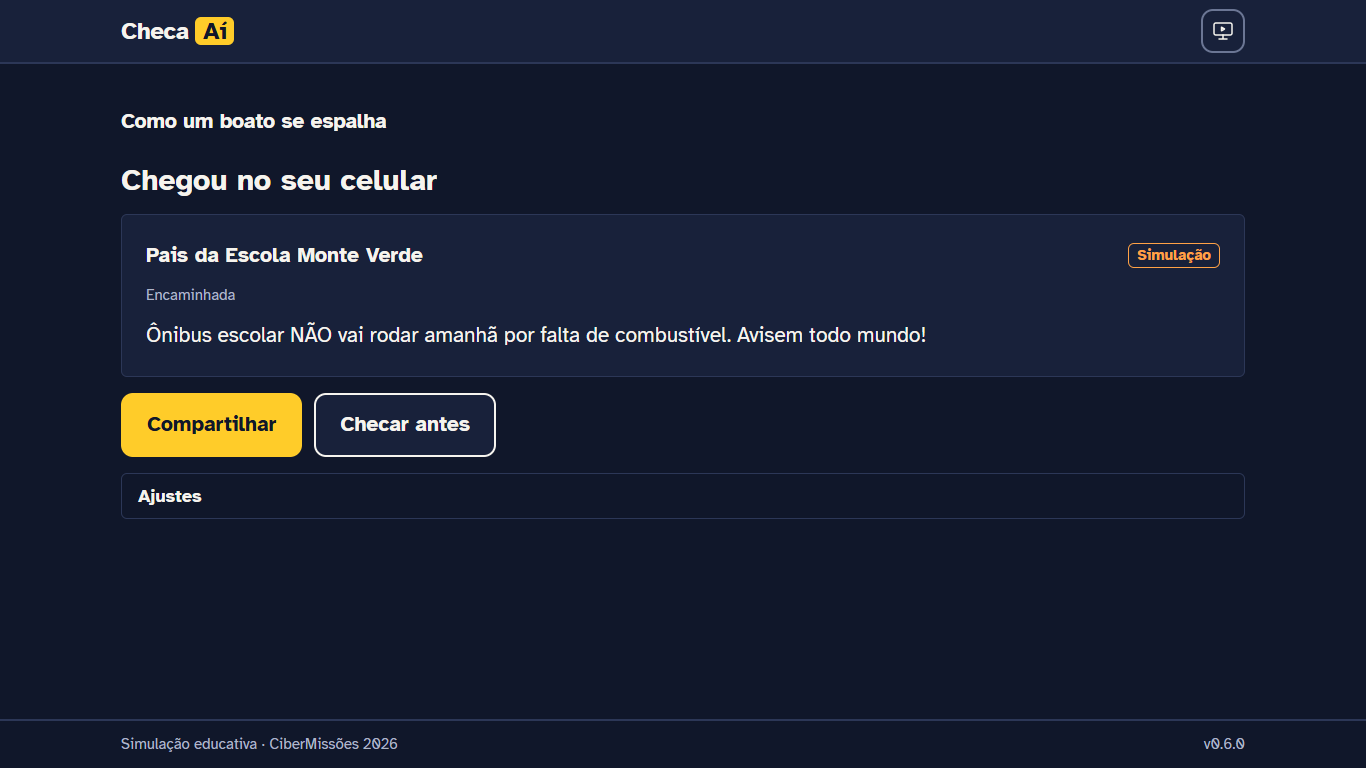 Checa Aí
Como um boato se espalha
Chegou no seu celular
Pais da Escola Monte Verde
Simulação
Encaminhada
Ônibus escolar NÃO vai rodar amanhã por falta de combustível. Avisem todo mundo!
Compartilhar
Checar antes
Ajustes
Simulação educativa · CiberMissões 2026
v0.6.0